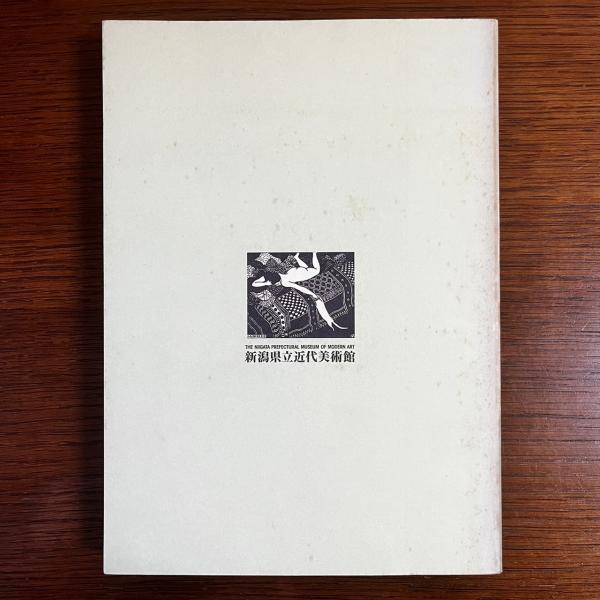 THE NIIGATA PREFECTURAL MUSEUM OF MODERN ART
新潟県立近代美術館